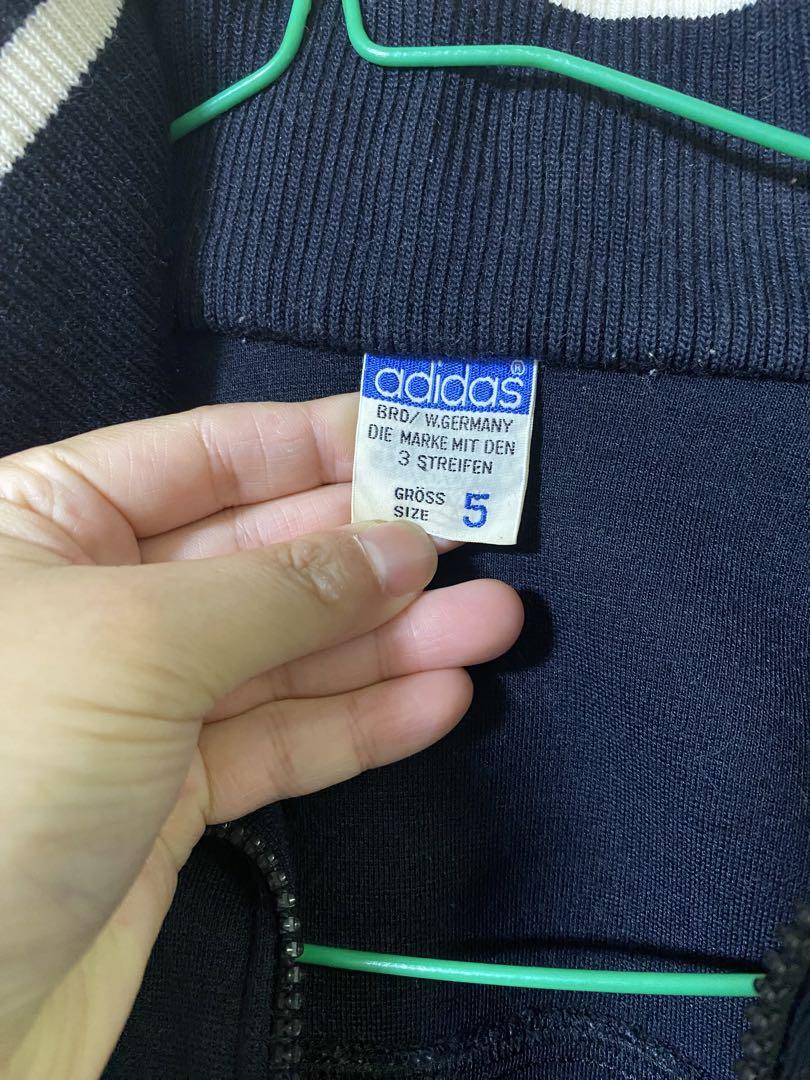 adidas®
BRD/ W.GERMANY
DIE MARKE MIT DEN
3 STREIFEN
GRÖSS
SIZE 5